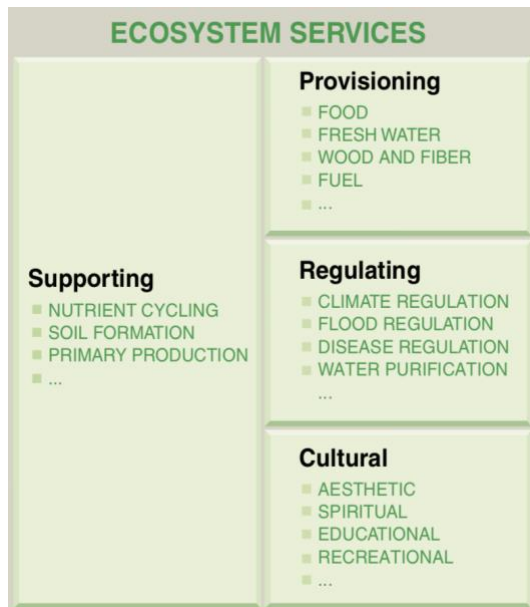 ECOSYSTEM SERVICES
Supporting
NUTRIENT CYCLING
SOIL FORMATION
PRIMARY PRODUCTION
...
Provisioning
FOOD
FRESH WATER
WOOD AND FIBER
FUEL
...
Regulating
CLIMATE REGULATION
FLOOD REGULATION
DISEASE REGULATION
WATER PURIFICATION
...
Cultural
AESTHETIC
SPIRITUAL
EDUCATIONAL
RECREATIONAL
...